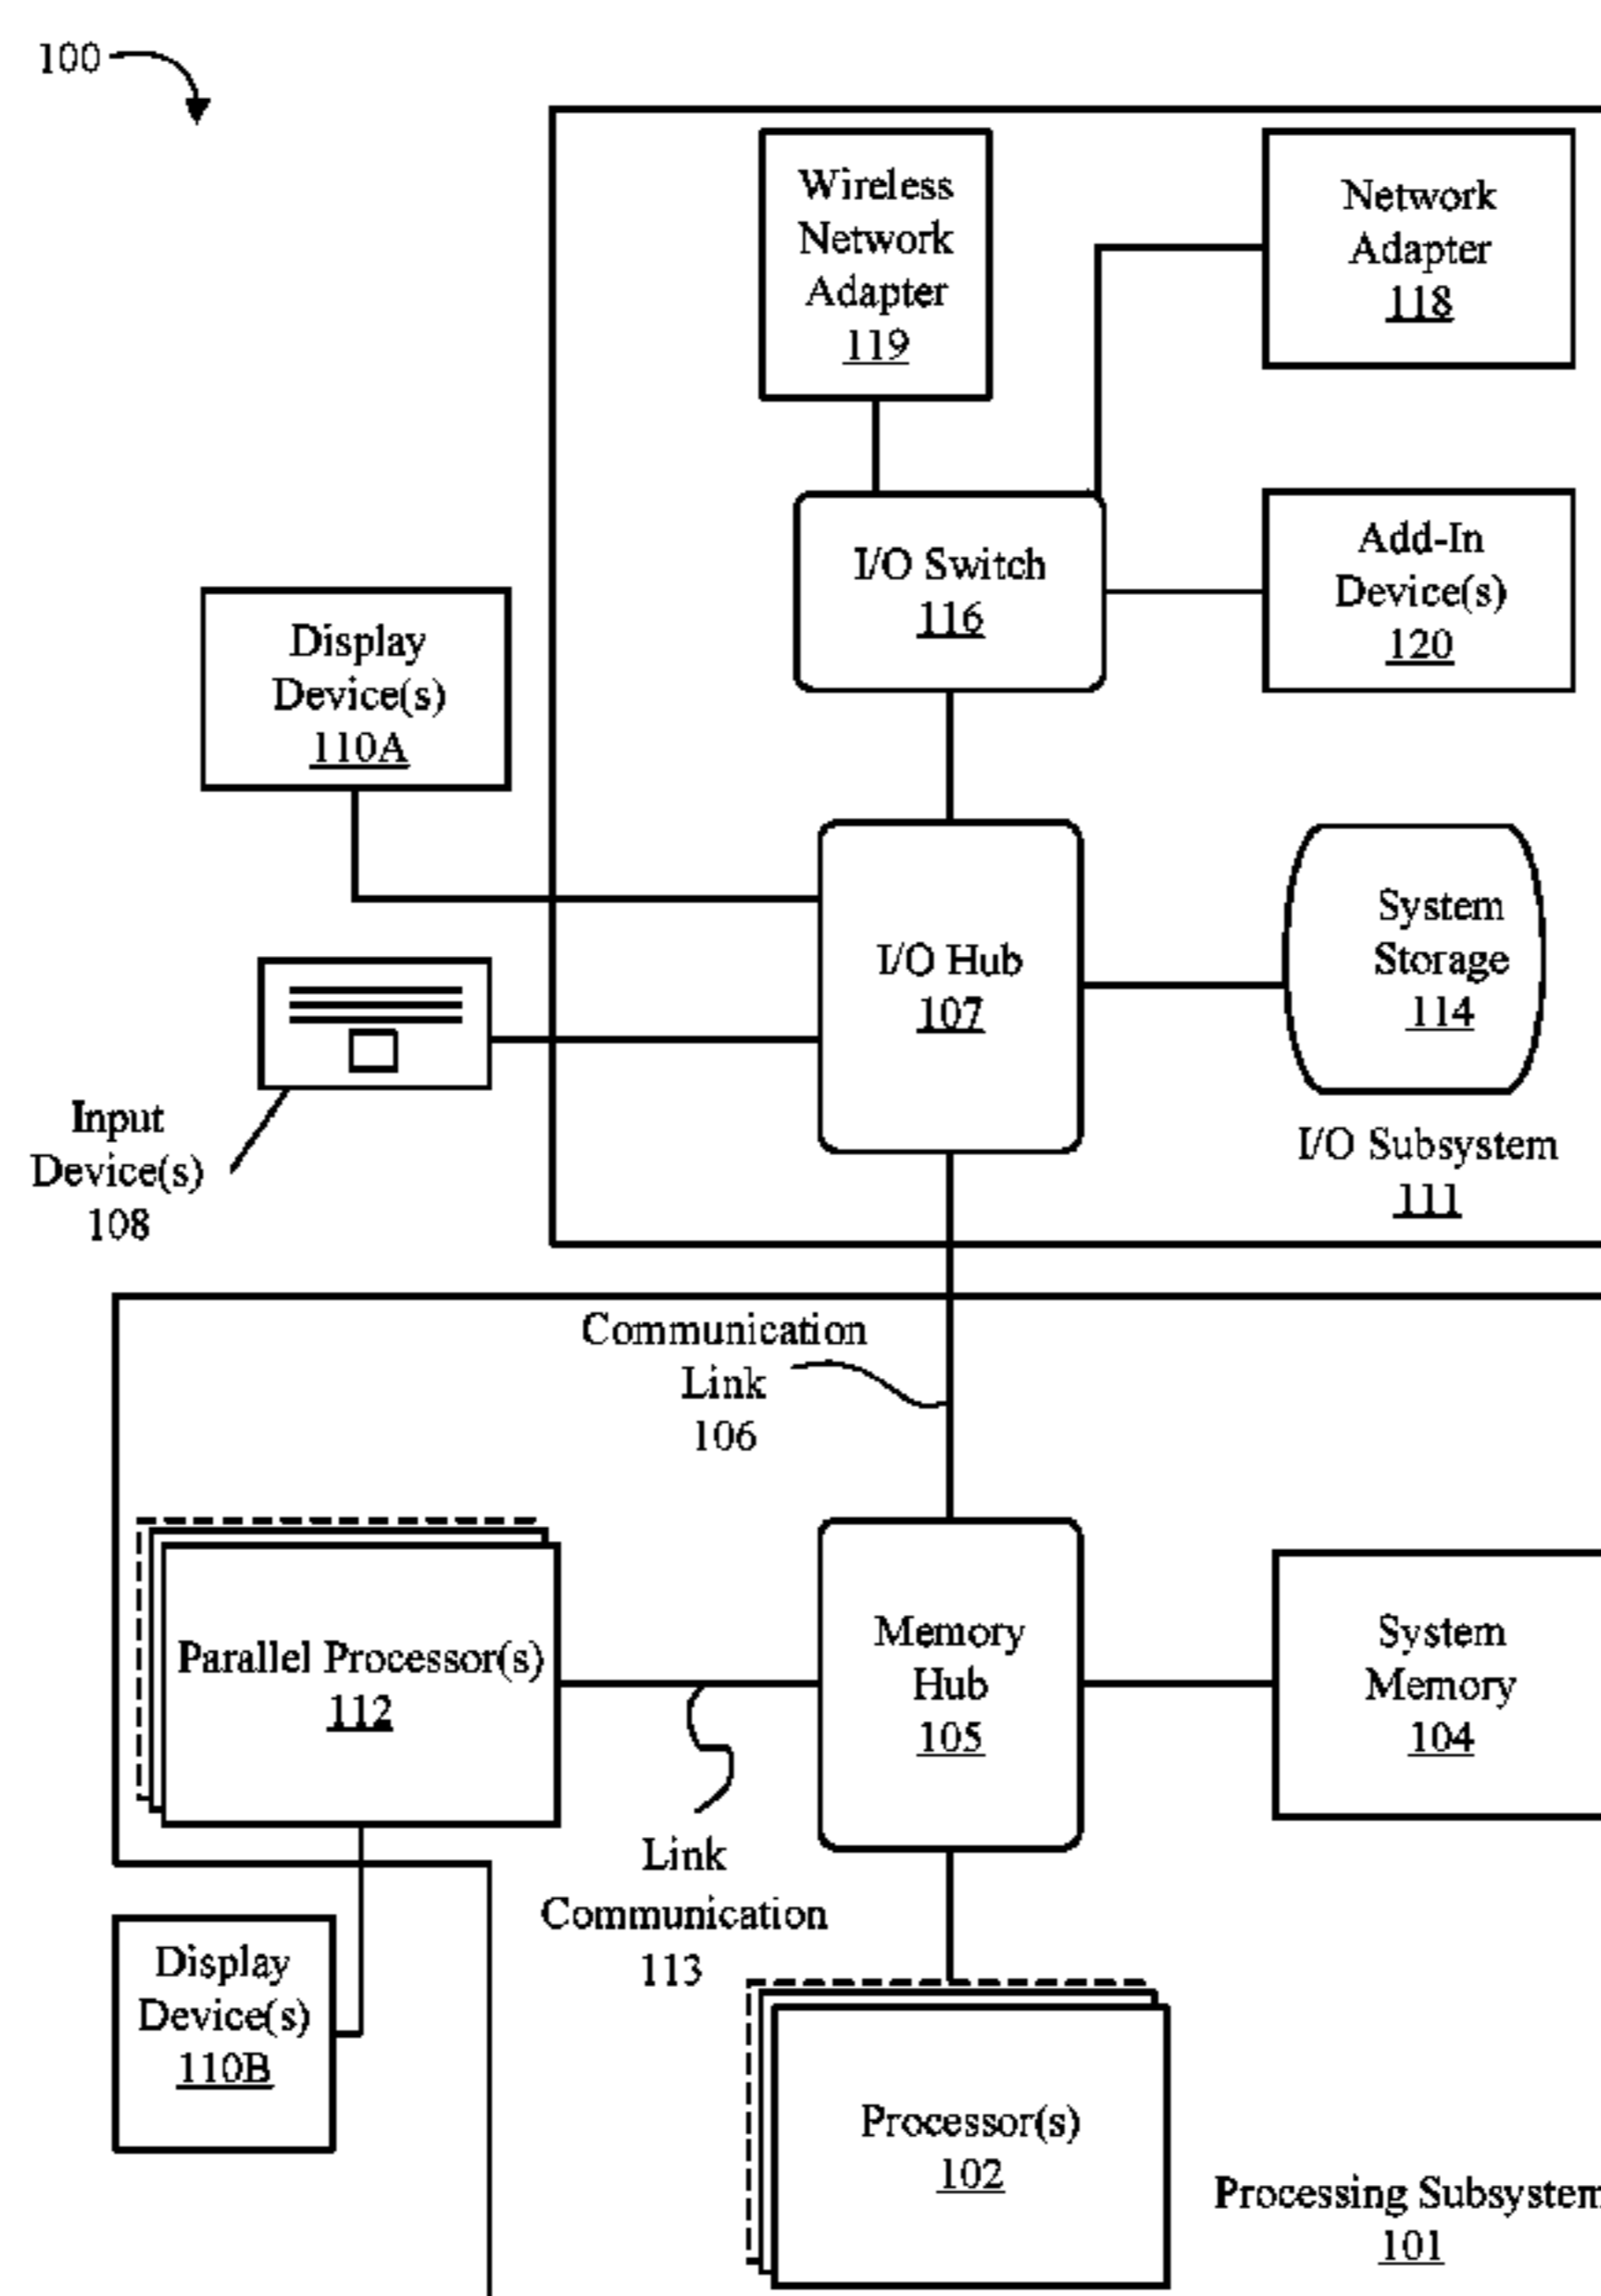 100
Wireless
Network
Adapter
119
Network
Adapter
118
I/O Switch
116
Add-In
Device(s)
120
Display
Device(s)
110A
I/O Hub
107
System
Storage
114
Input
Device(s)
108
I/O Subsystem
111
Communication
Link
106
Parallel Processor(s)
112
Memory
Hub
105
System
Memory
104
Link
Communication
113
Display
Device(s)
110B
Processor(s)
102
Processing Subsystem
101